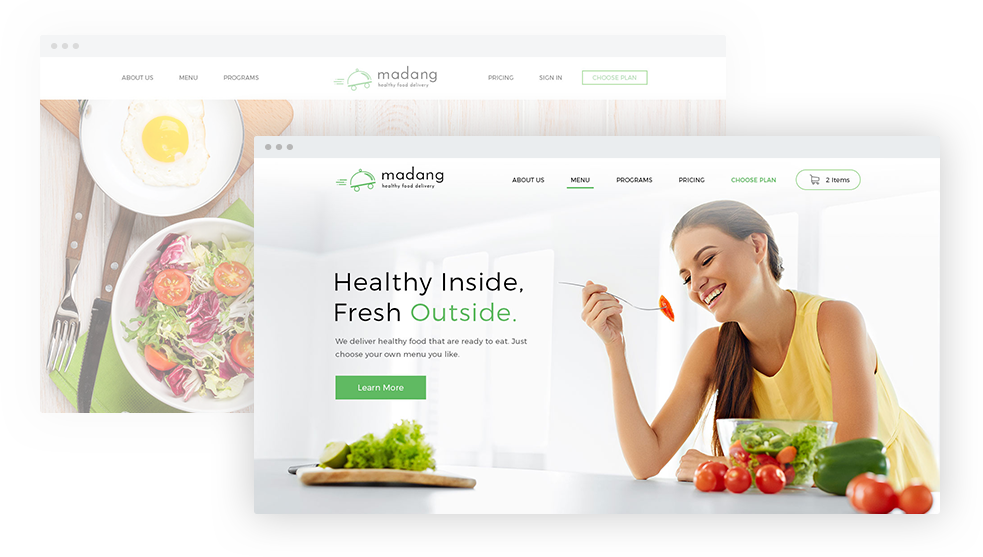 ABOUT US MENU PROGRAMS madang PRICING SIGN IN CHOOSE PLAN
healthy food delivery
madang ABOUT US MENU PROGRAMS PRICING CHOOSE PLAN 2 Items
healthy food delivery
Healthy Inside,
Fresh Outside.
We deliver healthy food that are ready to eat. Just
choose your own menu you like.
Learn More